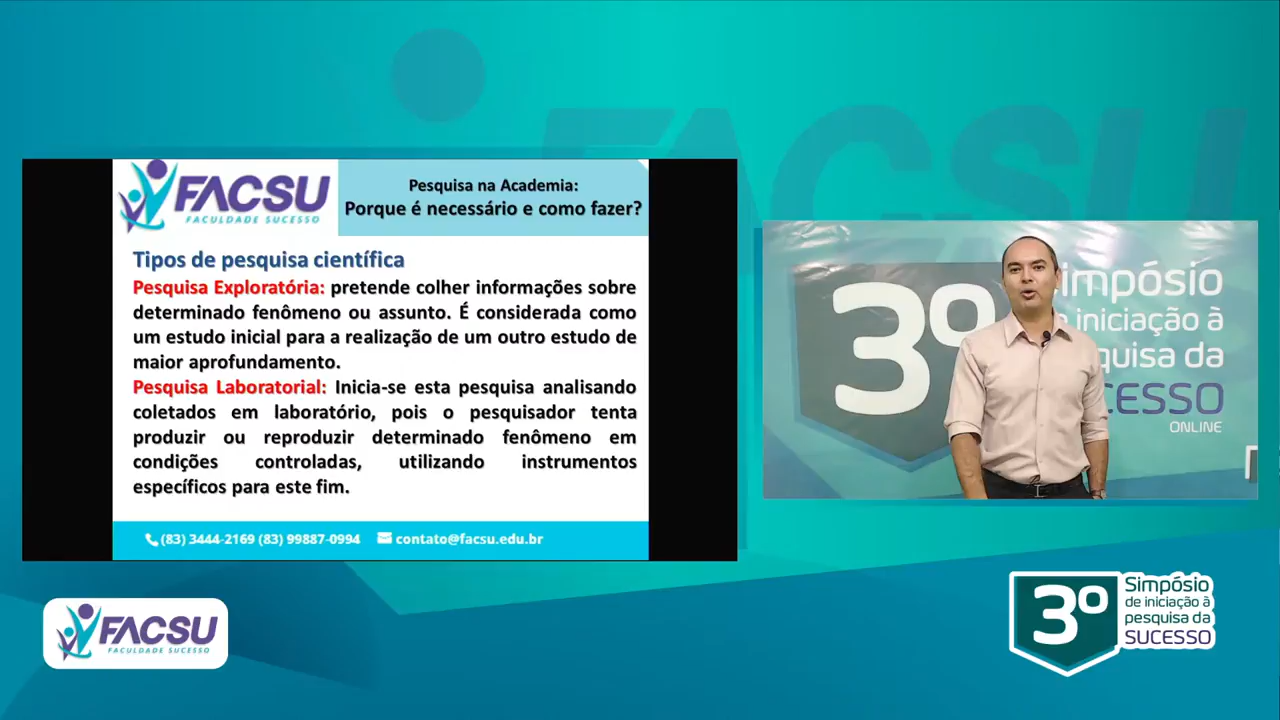 FACSU
FACSU
FACULDADE SUCESSO
Pesquisa na Academia:
Porque é necessário e como fazer?
Tipos de pesquisa científica
Pesquisa Exploratória: pretende colher informações sobre
determinado fenômeno ou assunto. É considerada como
um estudo inicial para a realização de um outro estudo de
maior aprofundamento.
Pesquisa Laboratorial: Inicia-se esta pesquisa analisando
coletados em laboratório, pois o pesquisador tenta
produzir ou reproduzir determinado fenômeno em
condições controladas, utilizando instrumentos
específicos para este fim.
(83) 3444-2169 (83) 99887-0994 contato@facsu.edu.br
3º
Simpósio
iniciação à
quisa da
CESSO
ONLINE
FACSU
FACULDADE SUCESSO
3º
Simpósio
de iniciação à
pesquisa da
SUCESSO